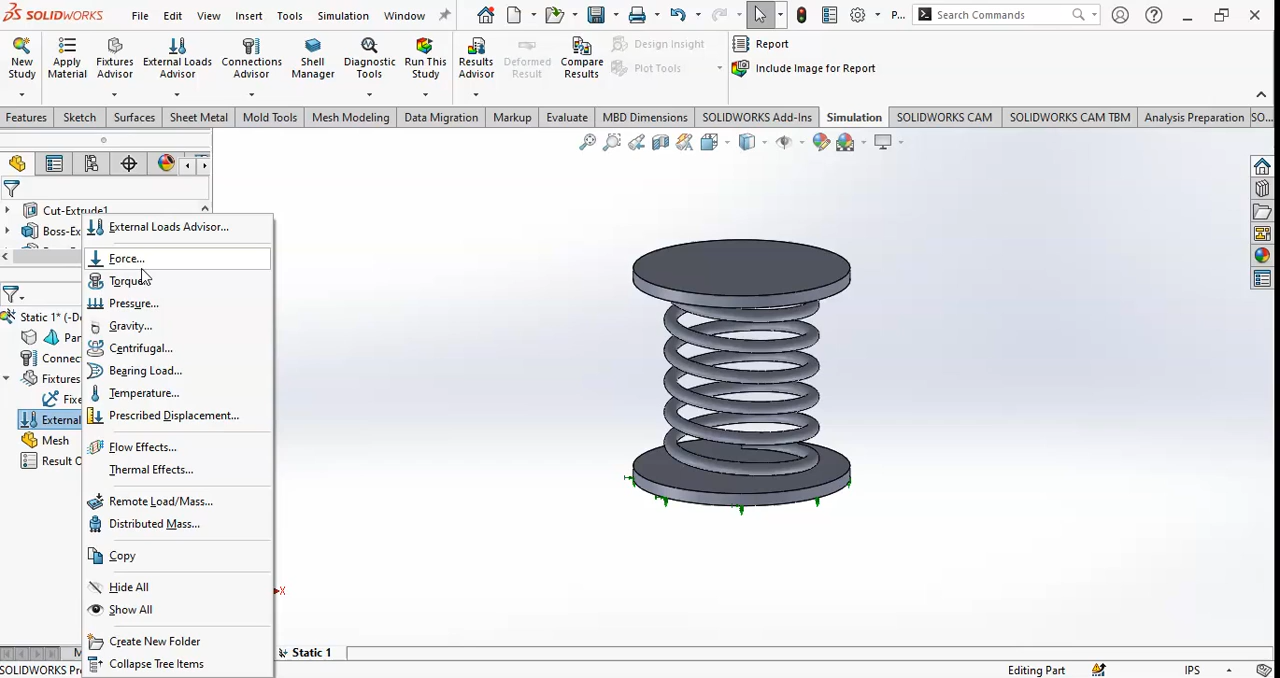 SOLIDWORKS File Edit View Insert Tools Simulation Window P... Search Commands
New Study
Apply Material
Fixtures Advisor
External Loads Advisor
Connections Advisor
Shell Manager
Diagnostic Tools
Run This Study
Results Advisor
Deformed Result
Compare Results
Design Insight
Plot Tools
Report
Include Image for Report
Features Sketch Surfaces Sheet Metal Mold Tools Mesh Modeling Data Migration Markup Evaluate MBD Dimensions SOLIDWORKS Add-Ins Simulation SOLIDWORKS CAM SOLIDWORKS CAM TBM Analysis Preparation SO...
Cut-Extrude1
Boss-Ex
Static 1* (-De
Par
Connec
Fixtures
Fixe
External
Mesh
Result O
External Loads Advisor...
Force...
Torque...
Pressure...
Gravity...
Centrifugal...
Bearing Load...
Temperature...
Prescribed Displacement...
Flow Effects...
Thermal Effects...
Remote Load/Mass...
Distributed Mass...
Copy
Hide All
Show All
Create New Folder
Collapse Tree Items
X
M
Static 1
SOLIDWORKS Pre
Editing Part
IPS